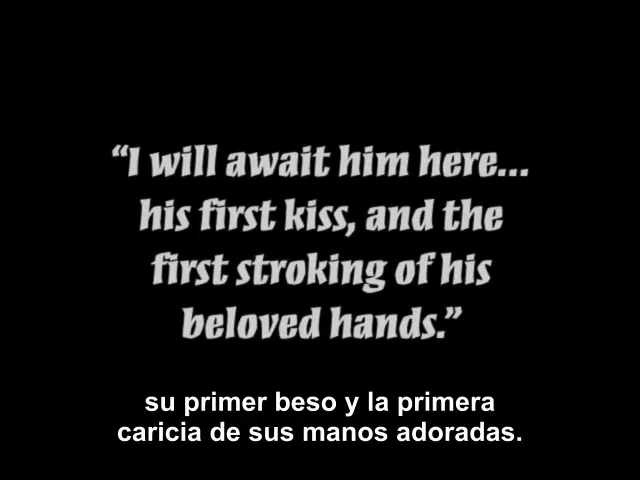 “I will await him here...
his first kiss, and the
first stroking of his
beloved hands.”
su primer beso y la primera
caricia de sus manos adoradas.